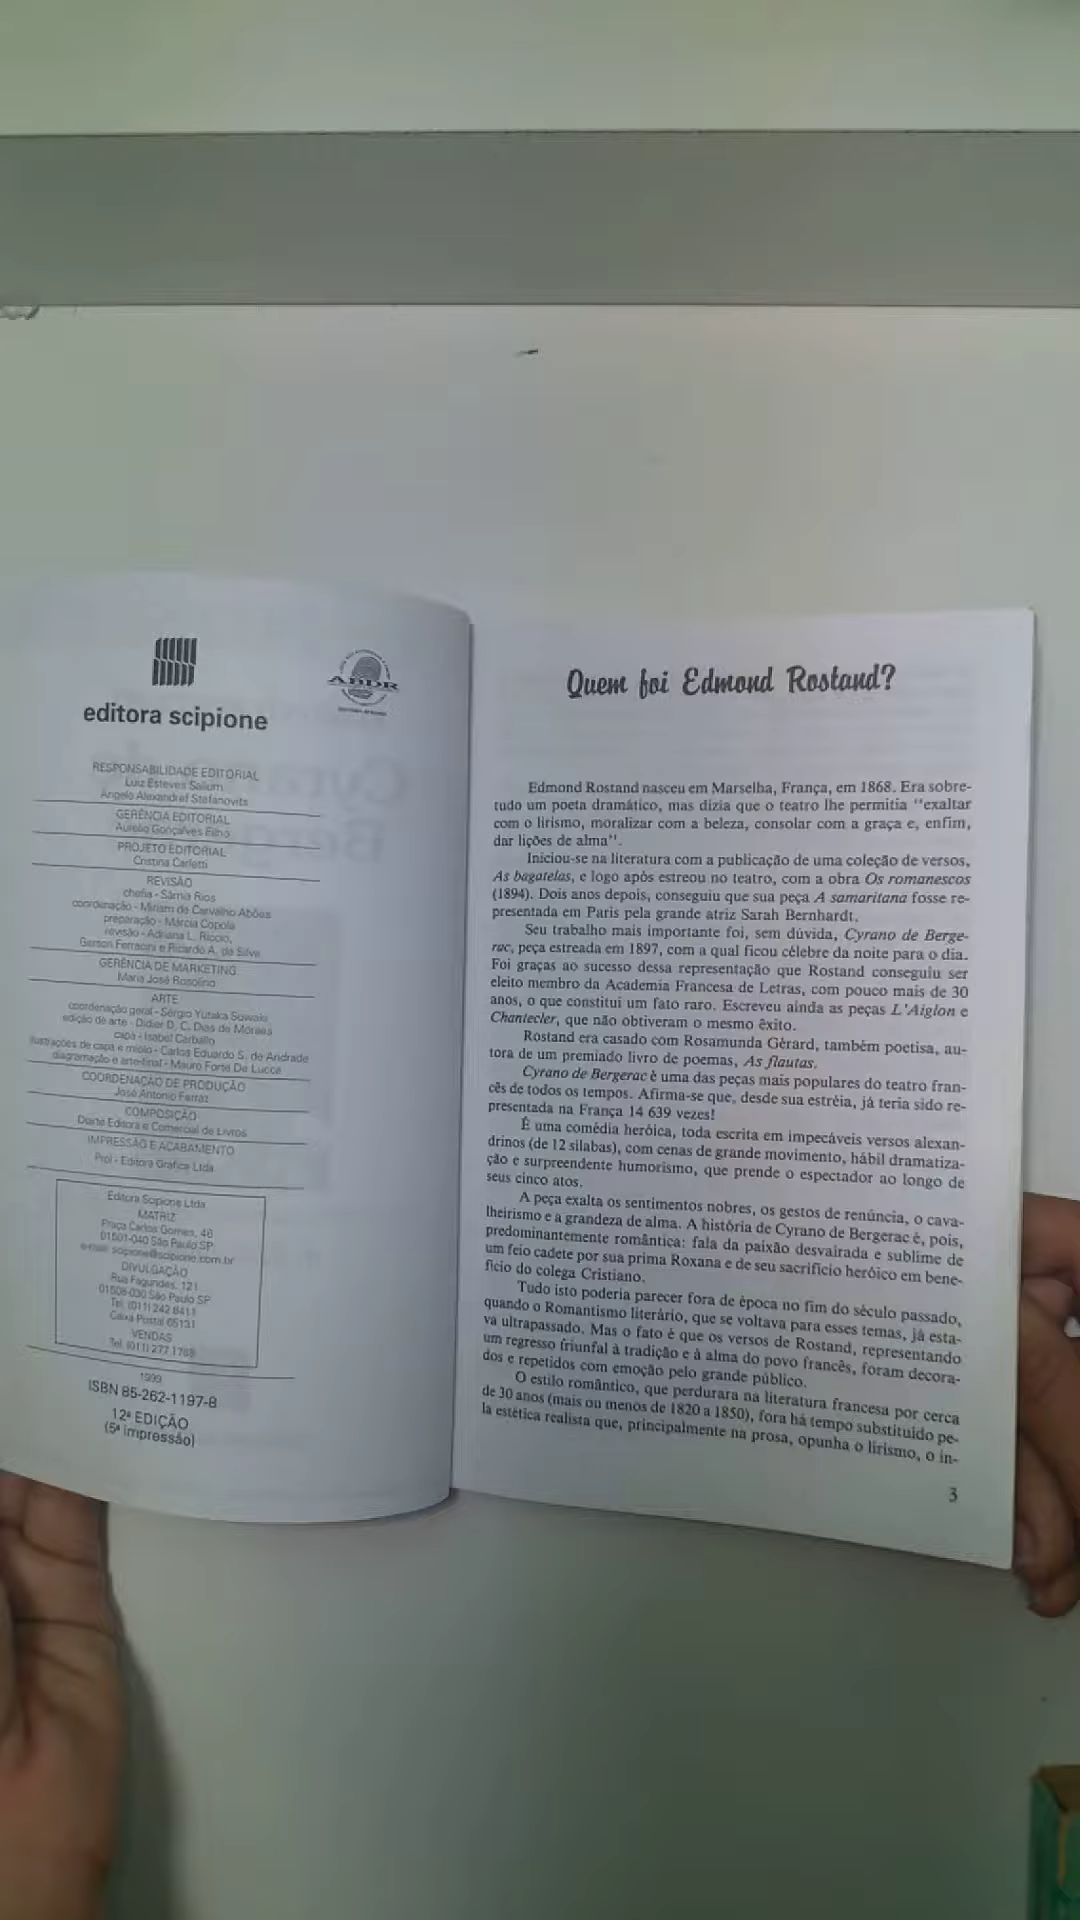 editora scipione
ABDR
RESPONSABILIDADE EDITORIAL
Luiz Esteves Sallum
Angelo Alexandref Stefanovits
GERÊNCIA EDITORIAL
Aurelio Gonçalves Filho
PROJETO EDITORIAL
Cristina Carletti
REVISÃO
chefia - Sâmia Rios
coordenação - Miriam de Carvalho Abões
preparação - Márcia Copola
revisão - Adriana L. Riccio,
Gerson Ferracini e Ricardo A. da Silva
GERÊNCIA DE MARKETING
Maria José Rosolino
ARTE
coordenação geral - Sérgio Yutaka Suwaki
edição de arte - Didier D. C. Dias de Moraes
capa - Isabel Carballo
ilustrações de capa e miolo - Carlos Eduardo S. de Andrade
diagramação e arte-final - Mauro Forte De Lucca
COORDENAÇÃO DE PRODUÇÃO
José Antonio Ferraz
COMPOSIÇÃO
Diarte Editora e Comercial de Livros
IMPRESSÃO E ACABAMENTO
Prol - Editora Gráfica Ltda
Editora Scipione Ltda
MATRIZ
Praça Carlos Gomes, 46
01501-040 São Paulo SP
e-mail: scipione@scipione.com.br
DIVULGAÇÃO
Rua Fagundes, 121
01508-030 São Paulo SP
Tel. (011) 242 8411
Caixa Postal 65131
VENDAS
Tel. (011) 277 1788
1999
ISBN 85-262-1197-8
12ª EDIÇÃO
(5ª impressão)
Quem foi Edmond Rostand?
Edmond Rostand nasceu em Marselha, França, em 1868. Era sobre-
tudo um poeta dramático, mas dizia que o teatro lhe permitia "exaltar
com o lirismo, moralizar com a beleza, consolar com a graça e, enfim,
dar lições de alma".
Iniciou-se na literatura com a publicação de uma coleção de versos,
As bagatelas, e logo após estreou no teatro, com a obra Os romanescos
(1894). Dois anos depois, conseguiu que sua peça A samaritana fosse re-
presentada em Paris pela grande atriz Sarah Bernhardt.
Seu trabalho mais importante foi, sem dúvida, Cyrano de Berge-
rac, peça estreada em 1897, com a qual ficou célebre da noite para o dia.
Foi graças ao sucesso dessa representação que Rostand conseguiu ser
eleito membro da Academia Francesa de Letras, com pouco mais de 30
anos, o que constitui um fato raro. Escreveu ainda as peças L'Aiglon e
Chantecler, que não obtiveram o mesmo êxito.
Rostand era casado com Rosamunda Gérard, também poetisa, au-
tora de um premiado livro de poemas, As flautas.
Cyrano de Bergerac é uma das peças mais populares do teatro fran-
cês de todos os tempos. Afirma-se que, desde sua estréia, já teria sido re-
presentada na França 14 639 vezes!
É uma comédia heróica, toda escrita em impecáveis versos alexan-
drinos (de 12 sílabas), com cenas de grande movimento, hábil dramatiza-
ção e surpreendente humorismo, que prende o espectador ao longo de
seus cinco atos.
A peça exalta os sentimentos nobres, os gestos de renúncia, o cava-
lheirismo e a grandeza de alma. A história de Cyrano de Bergerac é, pois,
predominantemente romântica: fala da paixão desvairada e sublime de
um feio cadete por sua prima Roxana e de seu sacrifício heróico em bene-
fício do colega Cristiano.
Tudo isto poderia parecer fora de época no fim do século passado,
quando o Romantismo literário, que se voltava para esses temas, já esta-
va ultrapassado. Mas o fato é que os versos de Rostand, representando
um regresso triunfal à tradição e à alma do povo francês, foram decora-
dos e repetidos com emoção pelo grande público.
O estilo romântico, que perdurara na literatura francesa por cerca
de 30 anos (mais ou menos de 1820 a 1850), fora há tempo substituído pe-
la estética realista que, principalmente na prosa, opunha o lirismo, o in-
3